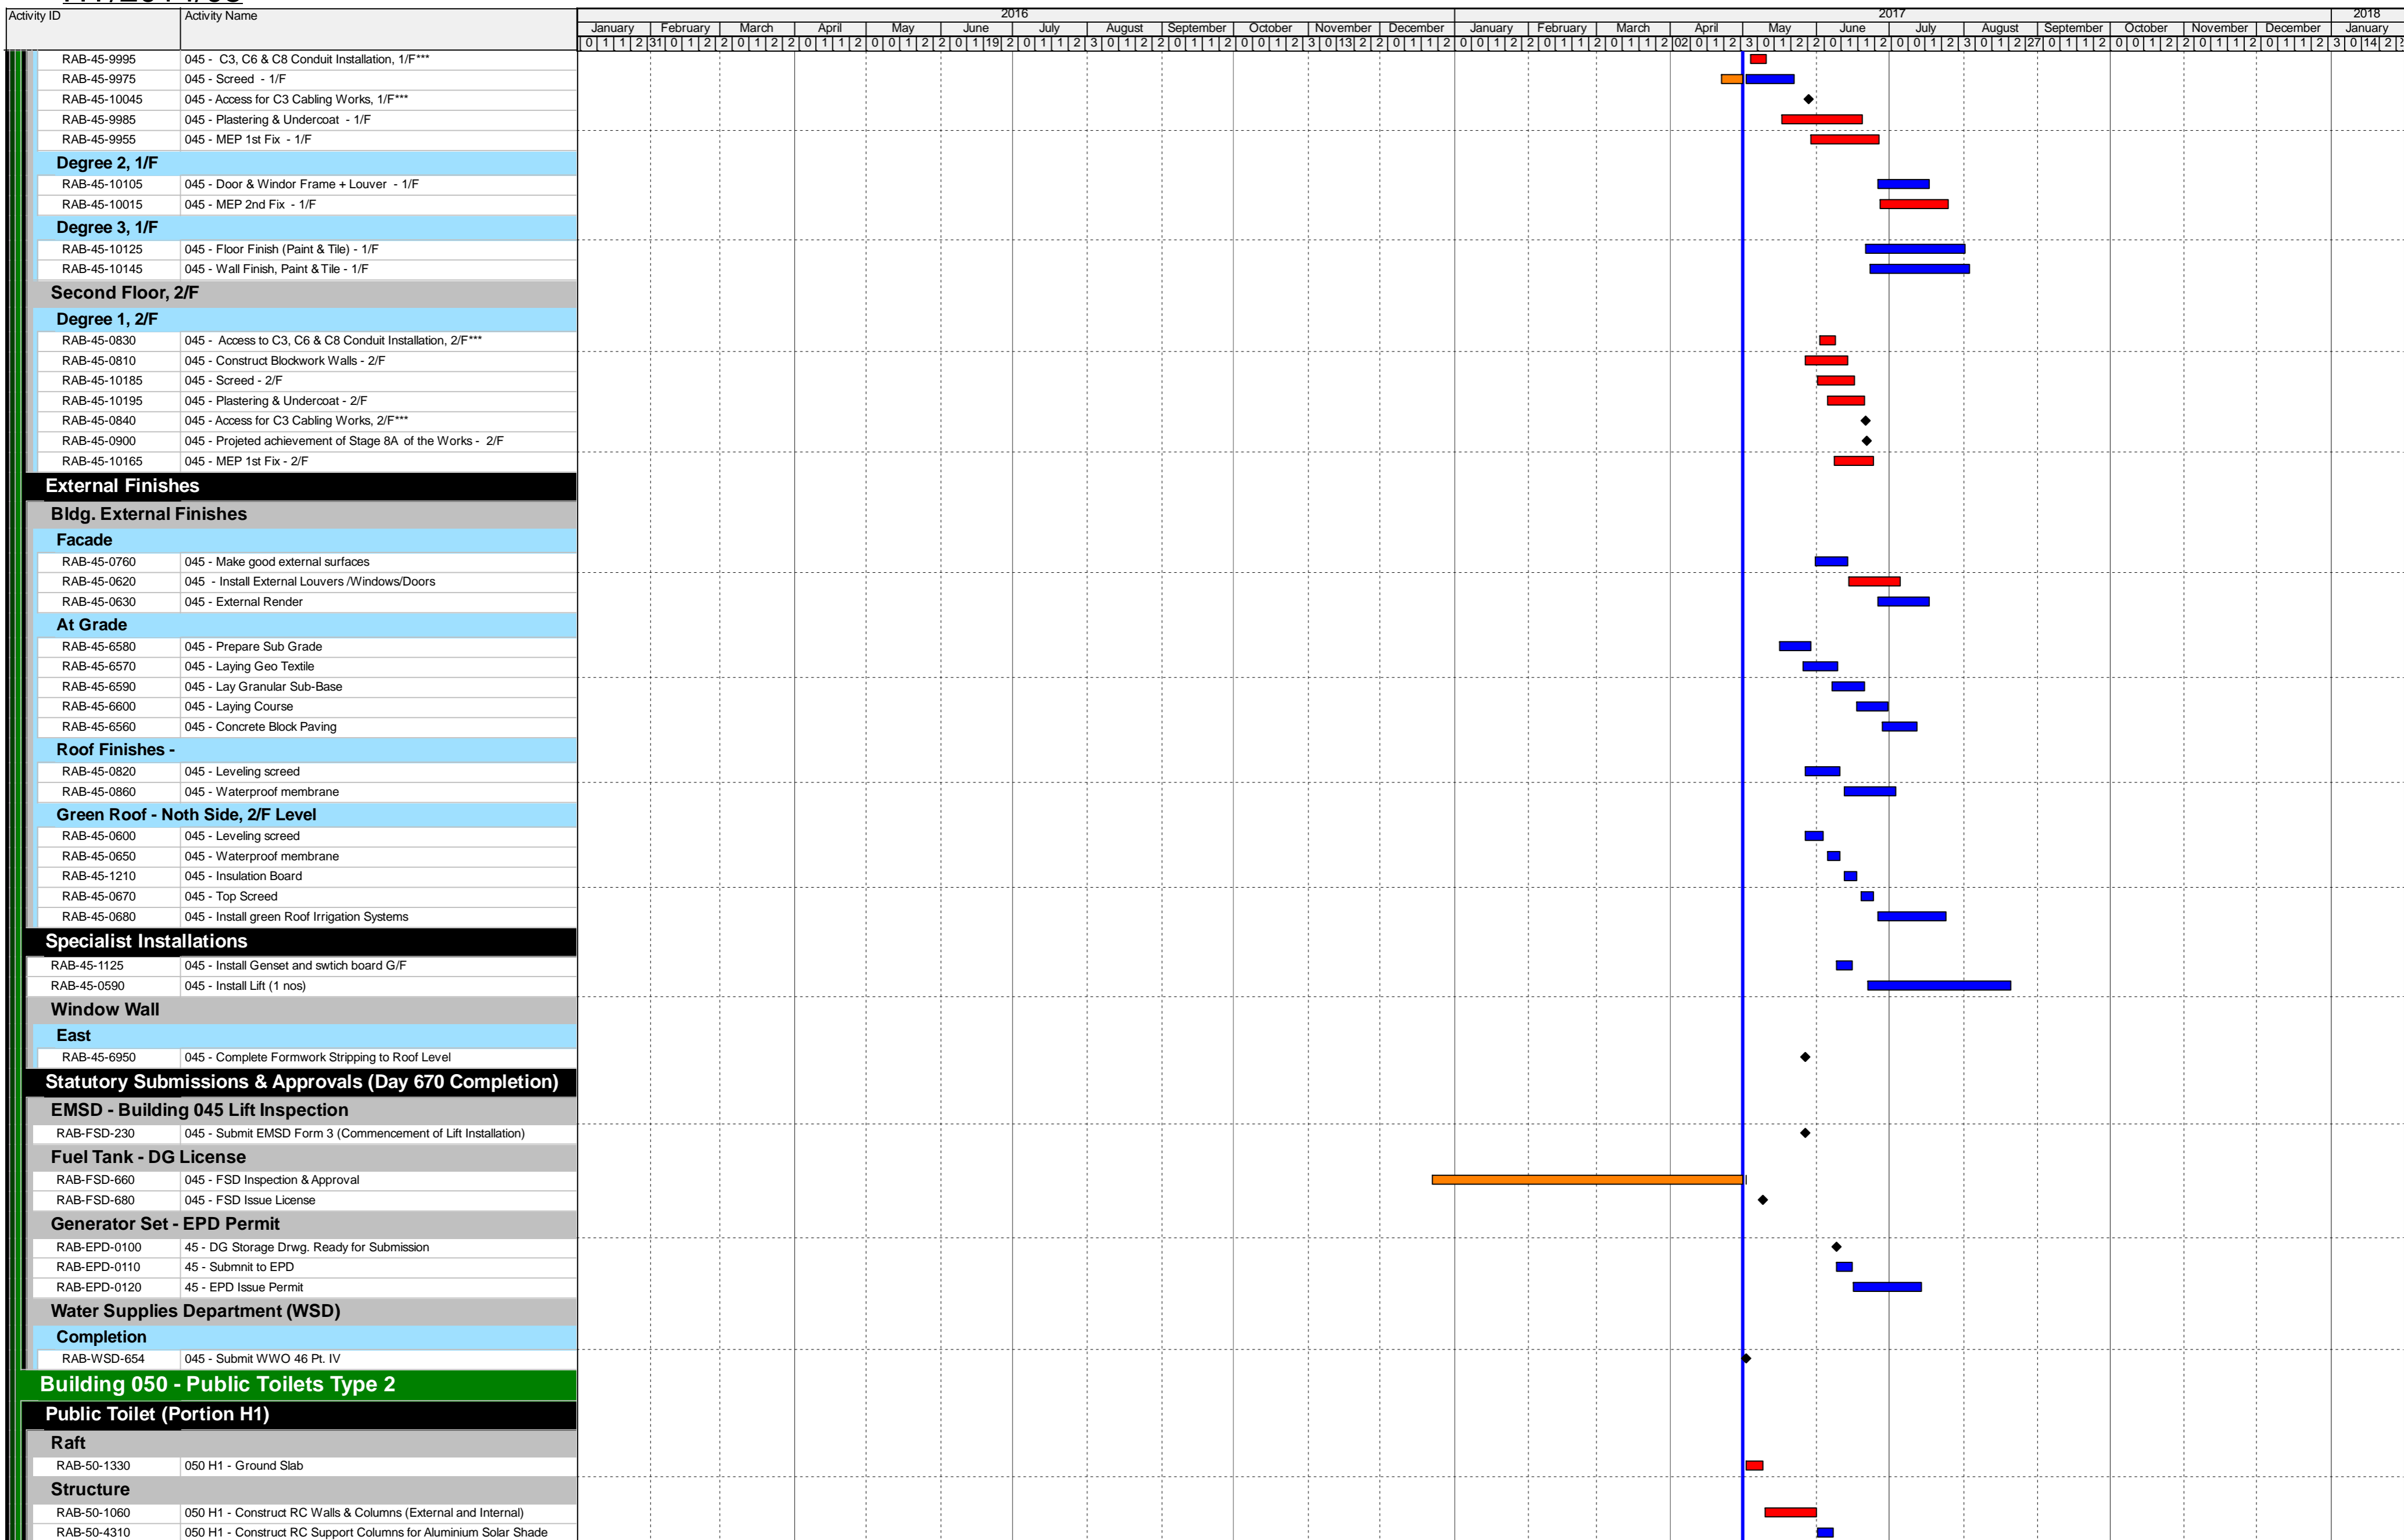 Activity ID Activity Name 2016 2017 2018
January February March April May June July August September October November December January February March April May June July August September October November December January
RAB-45-9995 045 - C3, C6 & C8 Conduit Installation, 1/F***
RAB-45-9975 045 - Screed - 1/F
RAB-45-10045 045 - Access for C3 Cabling Works, 1/F***
RAB-45-9985 045 - Plastering & Undercoat - 1/F
RAB-45-9955 045 - MEP 1st Fix - 1/F
Degree 2, 1/F
RAB-45-10105 045 - Door & Windor Frame + Louver - 1/F
RAB-45-10015 045 - MEP 2nd Fix - 1/F
Degree 3, 1/F
RAB-45-10125 045 - Floor Finish (Paint & Tile) - 1/F
RAB-45-10145 045 - Wall Finish, Paint & Tile - 1/F
Second Floor, 2/F
Degree 1, 2/F
RAB-45-0830 045 - Access to C3, C6 & C8 Conduit Installation, 2/F***
RAB-45-0810 045 - Construct Blockwork Walls - 2/F
RAB-45-10185 045 - Screed - 2/F
RAB-45-10195 045 - Plastering & Undercoat - 2/F
RAB-45-0840 045 - Access for C3 Cabling Works, 2/F***
RAB-45-0900 045 - Projeted achievement of Stage 8A of the Works - 2/F
RAB-45-10165 045 - MEP 1st Fix - 2/F
External Finishes
Bldg. External Finishes
Facade
RAB-45-0760 045 - Make good external surfaces
RAB-45-0620 045 - Install External Louvers /Windows/Doors
RAB-45-0630 045 - External Render
At Grade
RAB-45-6580 045 - Prepare Sub Grade
RAB-45-6570 045 - Laying Geo Textile
RAB-45-6590 045 - Lay Granular Sub-Base
RAB-45-6600 045 - Laying Course
RAB-45-6560 045 - Concrete Block Paving
Roof Finishes -
RAB-45-0820 045 - Leveling screed
RAB-45-0860 045 - Waterproof membrane
Green Roof - Noth Side, 2/F Level
RAB-45-0600 045 - Leveling screed
RAB-45-0650 045 - Waterproof membrane
RAB-45-1210 045 - Insulation Board
RAB-45-0670 045 - Top Screed
RAB-45-0680 045 - Install green Roof Irrigation Systems
Specialist Installations
RAB-45-1125 045 - Install Genset and swtich board G/F
RAB-45-0590 045 - Install Lift (1 nos)
Window Wall
East
RAB-45-6950 045 - Complete Formwork Stripping to Roof Level
Statutory Submissions & Approvals (Day 670 Completion)
EMSD - Building 045 Lift Inspection
RAB-FSD-230 045 - Submit EMSD Form 3 (Commencement of Lift Installation)
Fuel Tank - DG License
RAB-FSD-660 045 - FSD Inspection & Approval
RAB-FSD-680 045 - FSD Issue License
Generator Set - EPD Permit
RAB-EPD-0100 45 - DG Storage Drwg. Ready for Submission
RAB-EPD-0110 45 - Submnit to EPD
RAB-EPD-0120 45 - EPD Issue Permit
Water Supplies Department (WSD)
Completion
RAB-WSD-654 045 - Submit WWO 46 Pt. IV
Building 050 - Public Toilets Type 2
Public Toilet (Portion H1)
Raft
RAB-50-1330 050 H1 - Ground Slab
Structure
RAB-50-1060 050 H1 - Construct RC Walls & Columns (External and Internal)
RAB-50-4310 050 H1 - Construct RC Support Columns for Aluminium Solar Shade